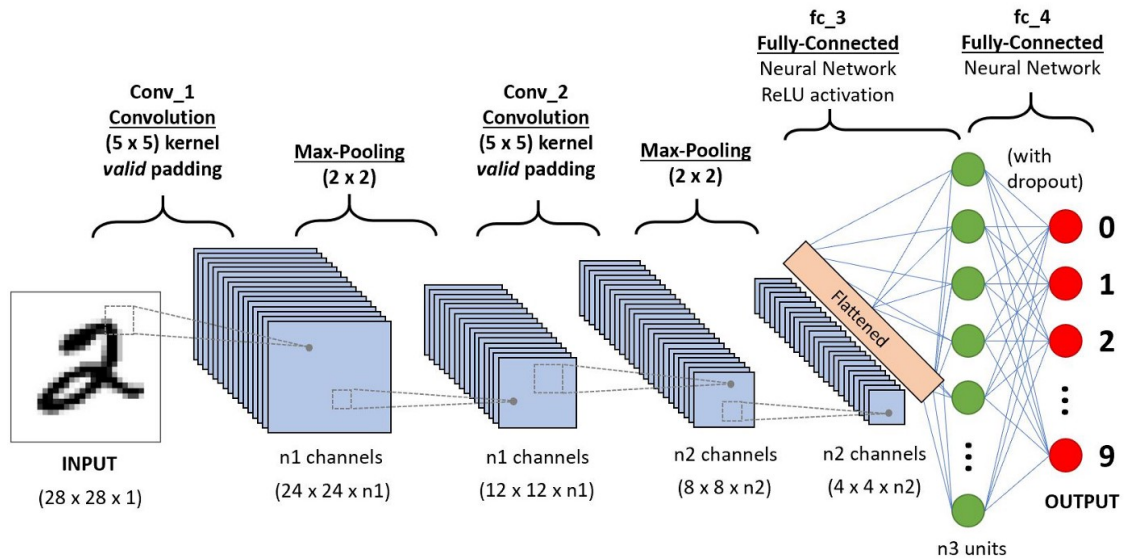 fc_3
Fully-Connected
Neural Network
ReLU activation
fc_4
Fully-Connected
Neural Network
Conv_1
Convolution
(5 x 5) kernel
valid padding
Max-Pooling
(2 x 2)
Conv_2
Convolution
(5 x 5) kernel
valid padding
Max-Pooling
(2 x 2)
(with
dropout)
Flattened
0
1
2
...
9
...
INPUT
(28 x 28 x 1)
n1 channels
(24 x 24 x n1)
n1 channels
(12 x 12 x n1)
n2 channels
(8 x 8 x n2)
n2 channels
(4 x 4 x n2)
OUTPUT
n3 units
2